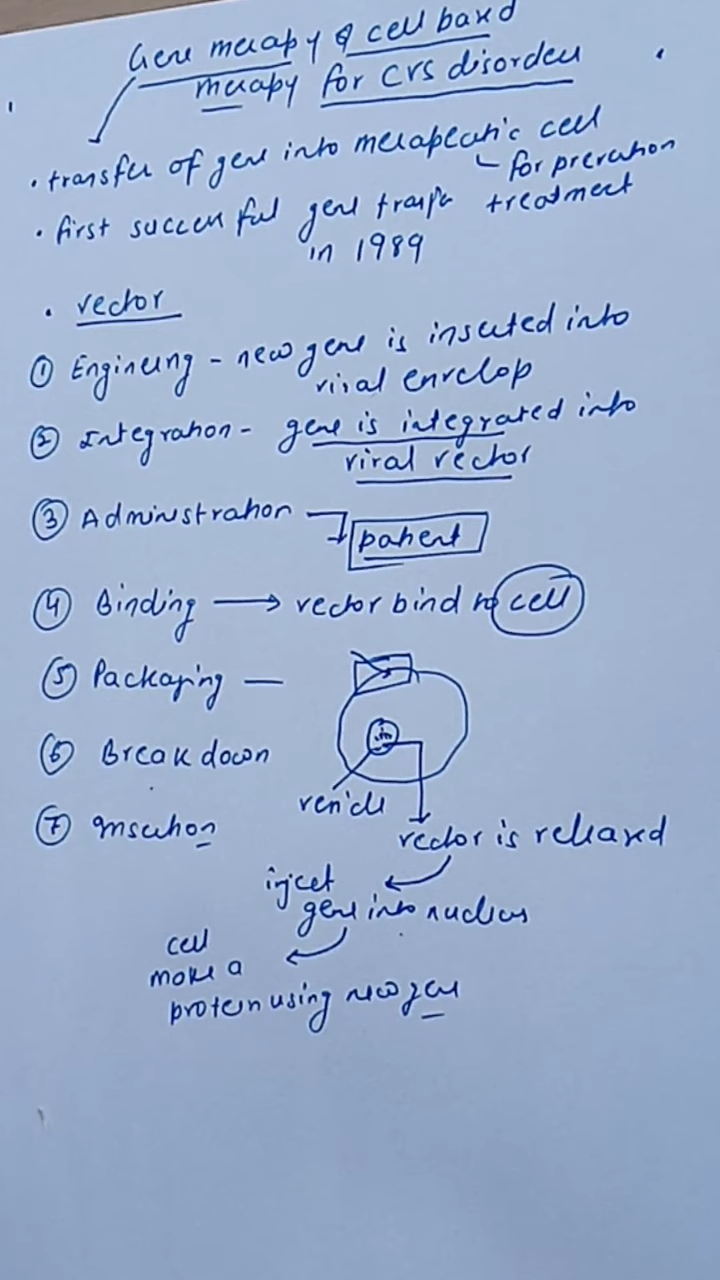 Gene therapy & cell based
therapy for CVS disorder
• transfer of gene into therapeutic cell
for prevention
treatment
• first successful gene transfer
in 1989
• vector
① Engineering - new gene is inserted into
viral envelop
② Integration - gene is integrated into
viral vector
③ Administration
patient
④ Binding → vector bind to cell
⑤ Packaging —
⑥ Break down
vesicle
⑦ Insertion
vector is released
inject
gene into nucleus
cell
make a
protein using new gene